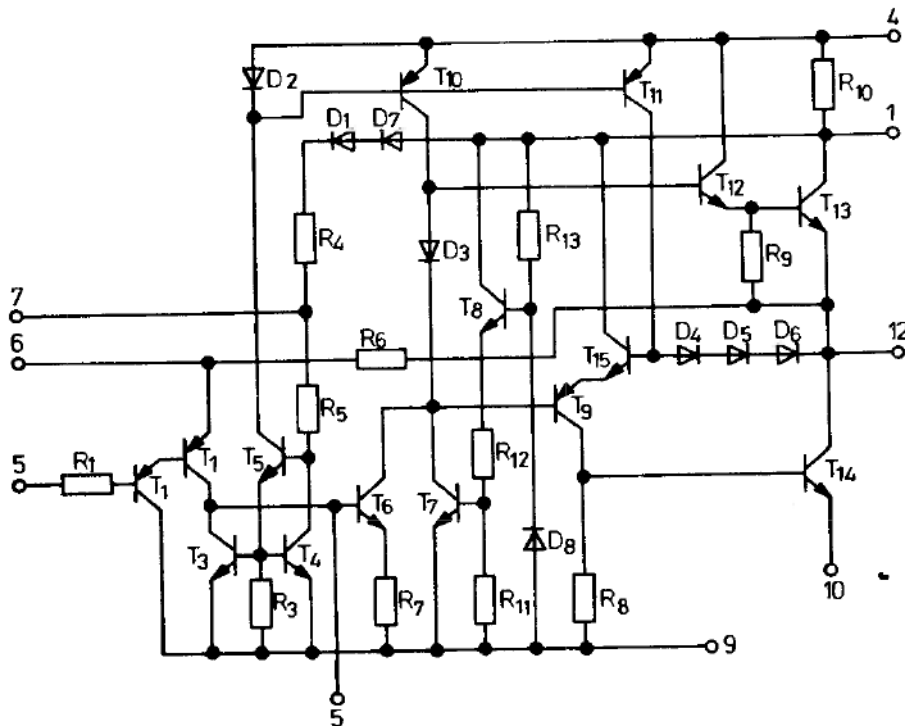 4
D2
T10
T11
R10
D1 D7
1
T12
T13
R4
D3
R13
R9
7
T8
6
R6
D4 D5 D6
12
T15
R5
T9
5
R1
T1
T1
T5
R12
T6
T7
T14
D8
T3
T4
R3
R7
R11
R8
10
9
5